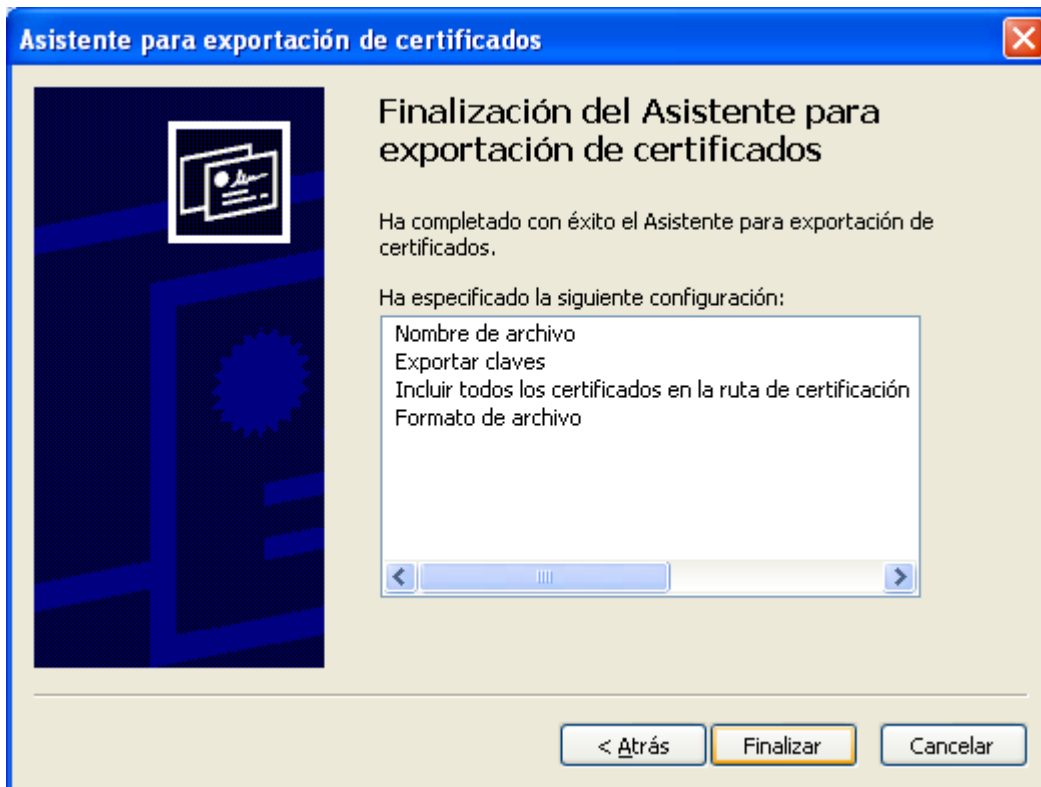 Asistente para exportación de certificados
Finalización del Asistente para
exportación de certificados
Ha completado con éxito el Asistente para exportación de
certificados.
Ha especificado la siguiente configuración:
Nombre de archivo
Exportar claves
Incluir todos los certificados en la ruta de certificación
Formato de archivo
< Atrás
Finalizar
Cancelar